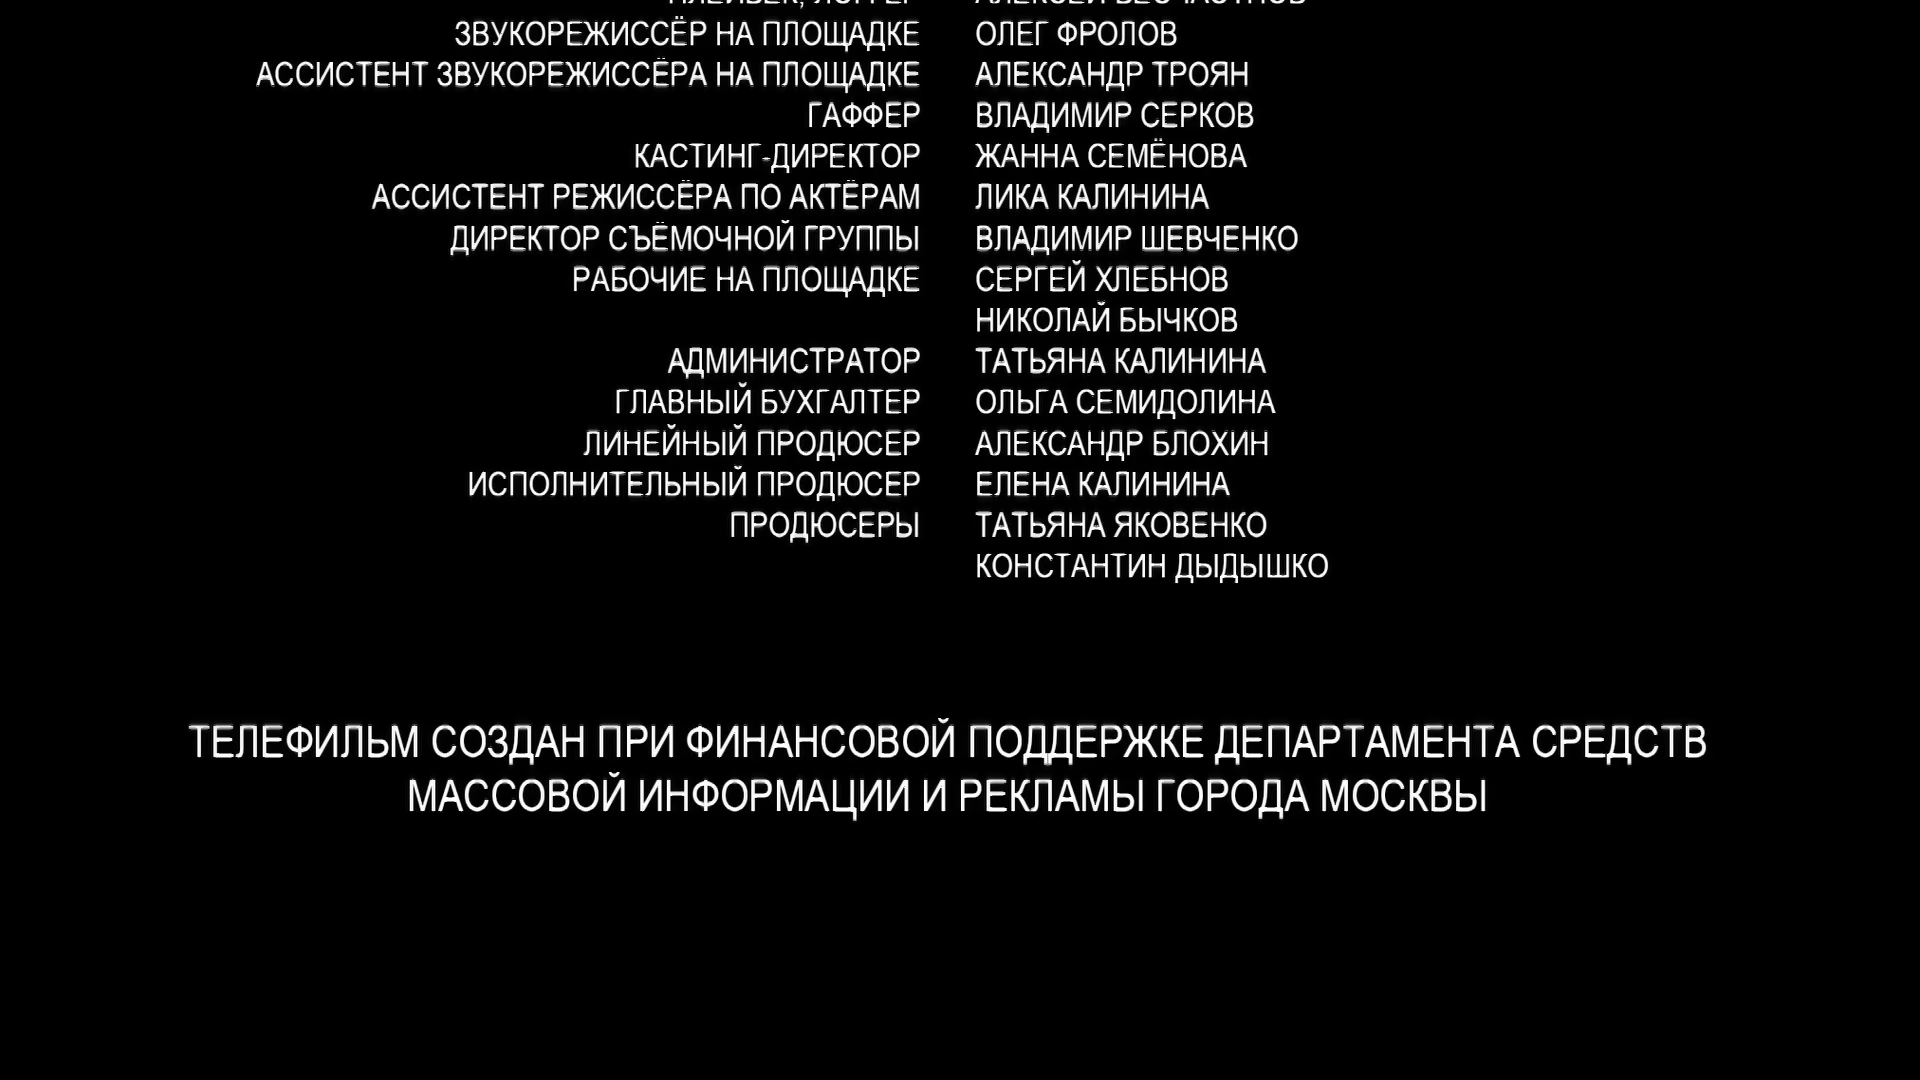 ЗВУКОРЕЖИССЁР НА ПЛОЩАДКЕ ОЛЕГ ФРОЛОВ
АССИСТЕНТ ЗВУКОРЕЖИССЁРА НА ПЛОЩАДКЕ АЛЕКСАНДР ТРОЯН
ГАФФЕР ВЛАДИМИР СЕРКОВ
КАСТИНГ-ДИРЕКТОР ЖАННА СЕМЁНОВА
АССИСТЕНТ РЕЖИССЁРА ПО АКТЁРАМ ЛИКА КАЛИНИНА
ДИРЕКТОР СЪЁМОЧНОЙ ГРУППЫ ВЛАДИМИР ШЕВЧЕНКО
РАБОЧИЕ НА ПЛОЩАДКЕ СЕРГЕЙ ХЛЕБНОВ
НИКОЛАЙ БЫЧКОВ
АДМИНИСТРАТОР ТАТЬЯНА КАЛИНИНА
ГЛАВНЫЙ БУХГАЛТЕР ОЛЬГА СЕМИДОЛИНА
ЛИНЕЙНЫЙ ПРОДЮСЕР АЛЕКСАНДР БЛОХИН
ИСПОЛНИТЕЛЬНЫЙ ПРОДЮСЕР ЕЛЕНА КАЛИНИНА
ПРОДЮСЕРЫ ТАТЬЯНА ЯКОВЕНКО
КОНСТАНТИН ДЫДЫШКО
ТЕЛЕФИЛЬМ СОЗДАН ПРИ ФИНАНСОВОЙ ПОДДЕРЖКЕ ДЕПАРТАМЕНТА СРЕДСТВ
МАССОВОЙ ИНФОРМАЦИИ И РЕКЛАМЫ ГОРОДА МОСКВЫ